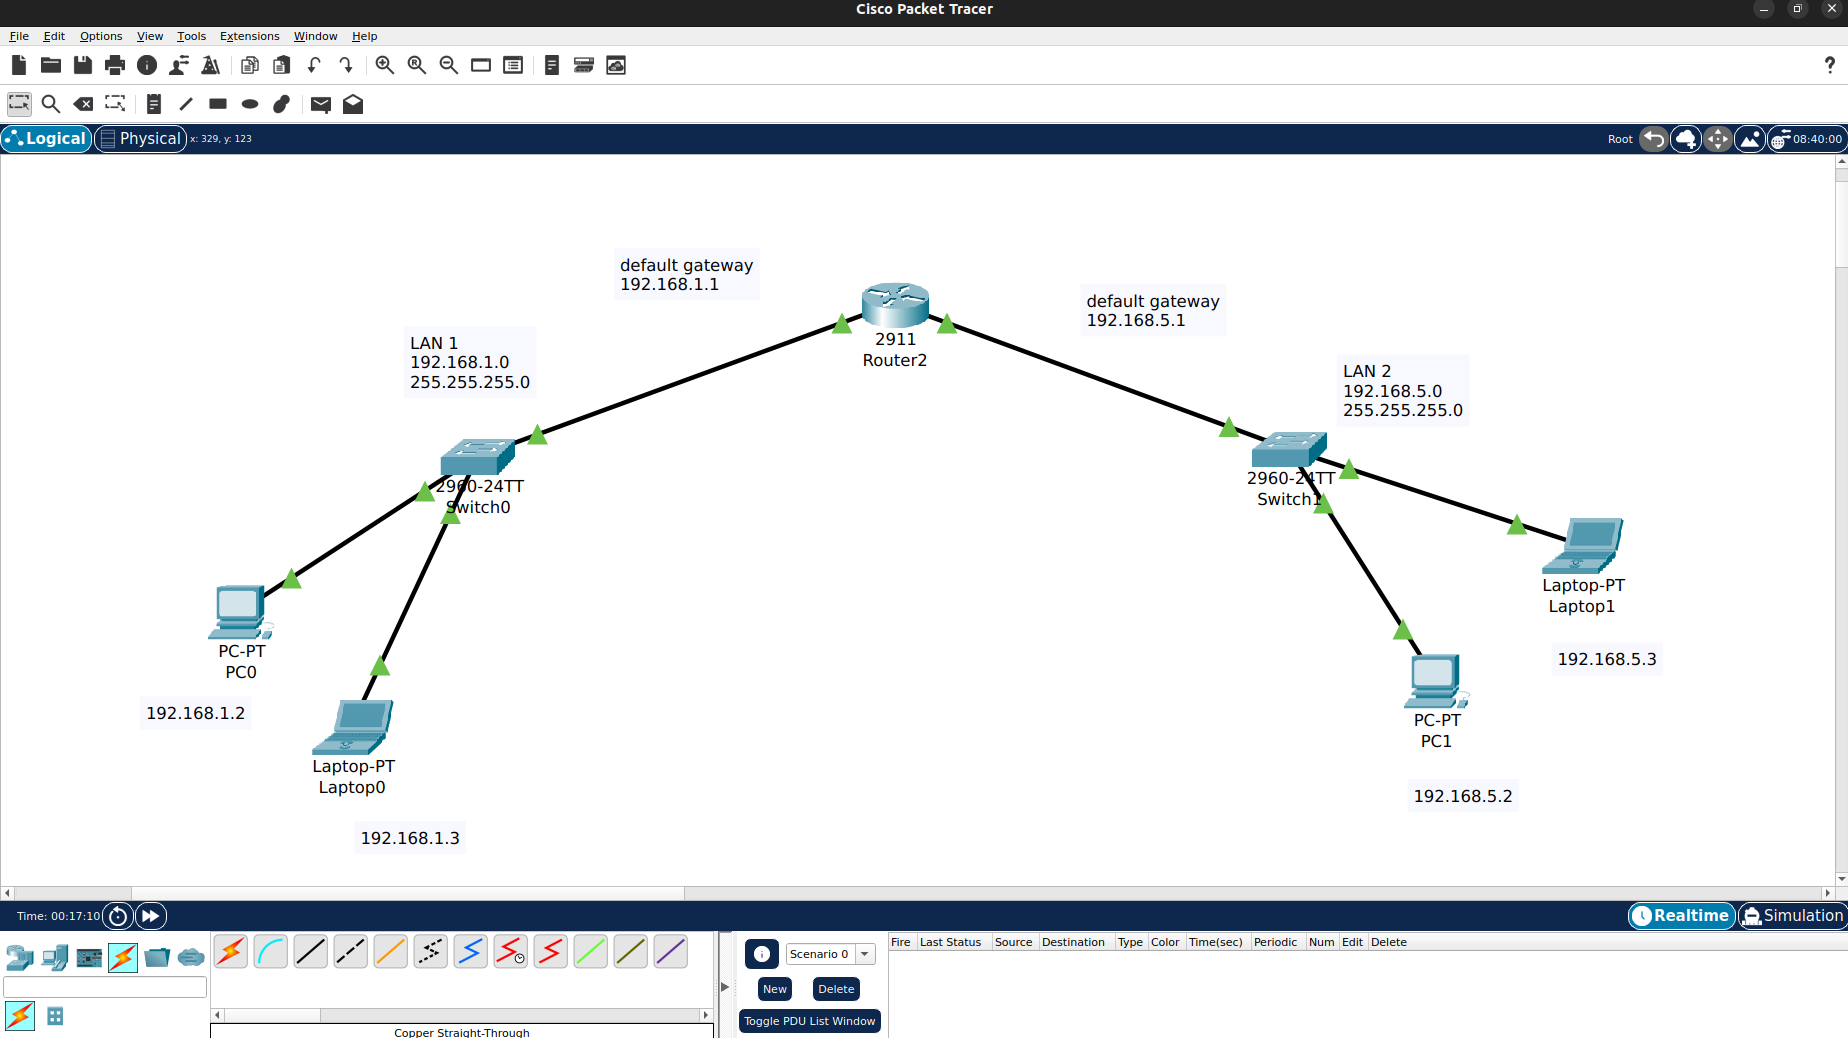 Cisco Packet Tracer
File Edit Options View Tools Extensions Window Help
Logical Physical x: 329, y: 123 Root 08:40:00
default gateway
192.168.1.1
default gateway
192.168.5.1
2911
Router2
LAN 1
192.168.1.0
255.255.255.0
LAN 2
192.168.5.0
255.255.255.0
2960-24TT
Switch0
2960-24TT
Switch1
Laptop-PT
Laptop1
192.168.5.3
PC-PT
PC0
192.168.1.2
PC-PT
PC1
192.168.5.2
Laptop-PT
Laptop0
192.168.1.3
Time: 00:17:10 Realtime Simulation
Scenario 0
New Delete
Toggle PDU List Window
Fire Last Status Source Destination Type Color Time(sec) Periodic Num Edit Delete
Copper Straight-Through